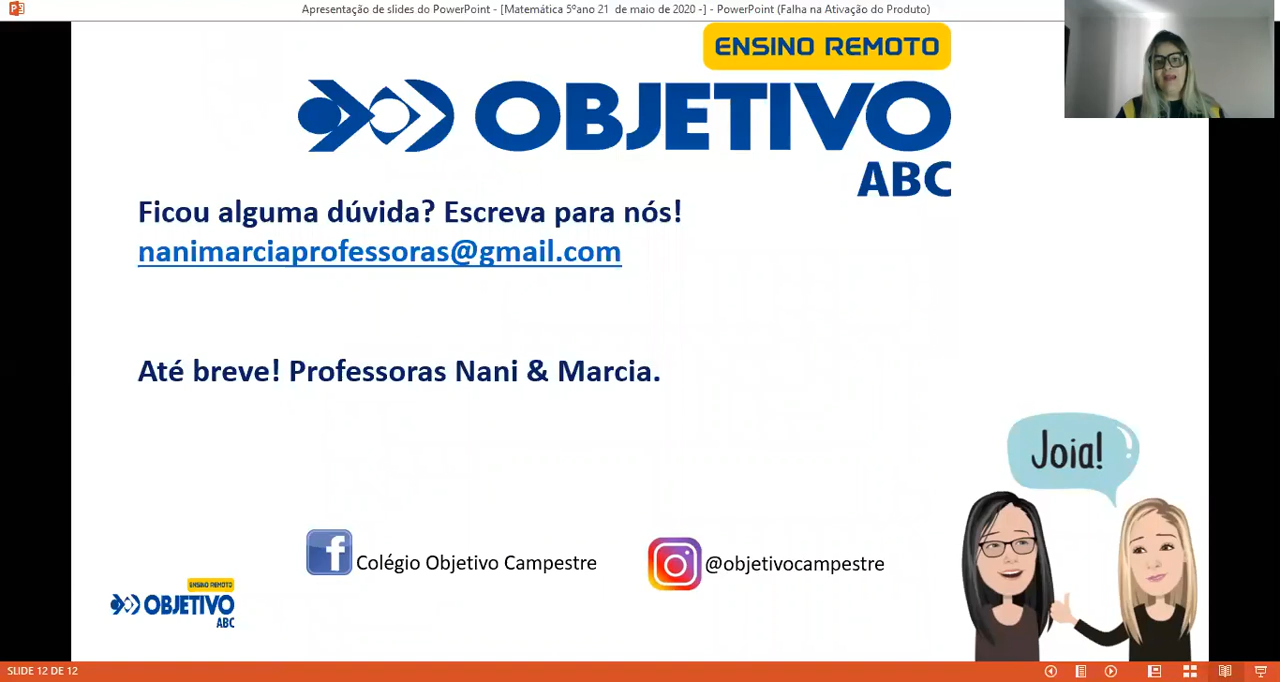 Apresentação de slides do PowerPoint - [Matemática 5ºano 21 de maio de 2020 -] - PowerPoint (Falha na Ativação do Produto)
ENSINO REMOTO
OBJETIVO
ABC
Ficou alguma dúvida? Escreva para nós!
nanimarciaprofessoras@gmail.com
Até breve! Professoras Nani & Marcia.
Joia!
Colégio Objetivo Campestre
@objetivocampestre
ENSINO REMOTO
OBJETIVO
ABC
SLIDE 12 DE 12